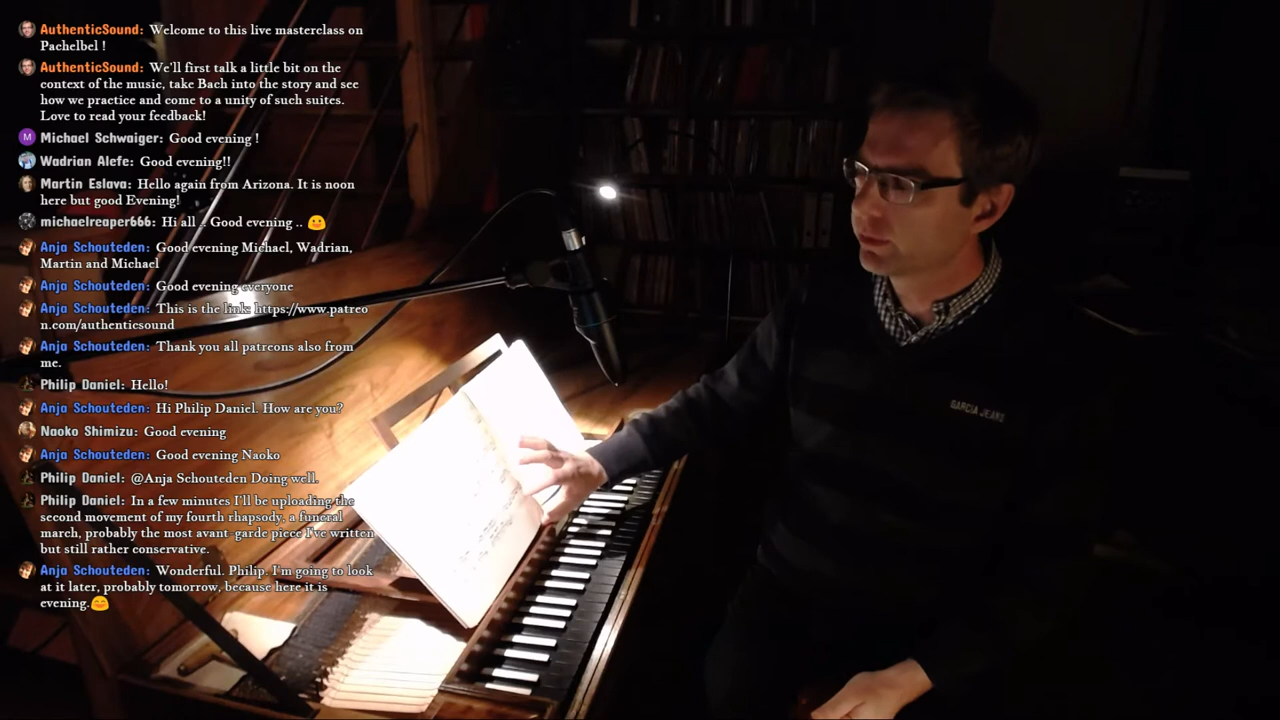 AuthenticSound: Welcome to this live masterclass on
Pachelbel !
AuthenticSound: We'll first talk a little bit on the
context of the music, take Bach into the story and see
how we practice and come to a unity of such suites.
Love to read your feedback!
M Michael Schwaiger: Good evening !
Wadrian Alefe: Good evening!!
Martin Eslava: Hello again from Arizona. It is noon
here but good Evening!
michaelreaper666: Hi all .. Good evening .. 🙂
Anja Schouteden: Good evening Michael, Wadrian,
Martin and Michael
Anja Schouteden: Good evening everyone
Anja Schouteden: This is the link: https://www.patreo
n.com/authenticsound
Anja Schouteden: Thank you all patreons also from
me.
Philip Daniel: Hello!
Anja Schouteden: Hi Philip Daniel. How are you?
Naoko Shimizu: Good evening
Anja Schouteden: Good evening Naoko
Philip Daniel: @Anja Schouteden Doing well.
Philip Daniel: In a few minutes I'll be uploading the
second movement of my fourth rhapsody, a funeral
march, probably the most avant-garde piece I've written
but still rather conservative.
Anja Schouteden: Wonderful. Philip. I'm going to look
at it later, probably tomorrow, because here it is
evening.😊
GARCIA JEANS